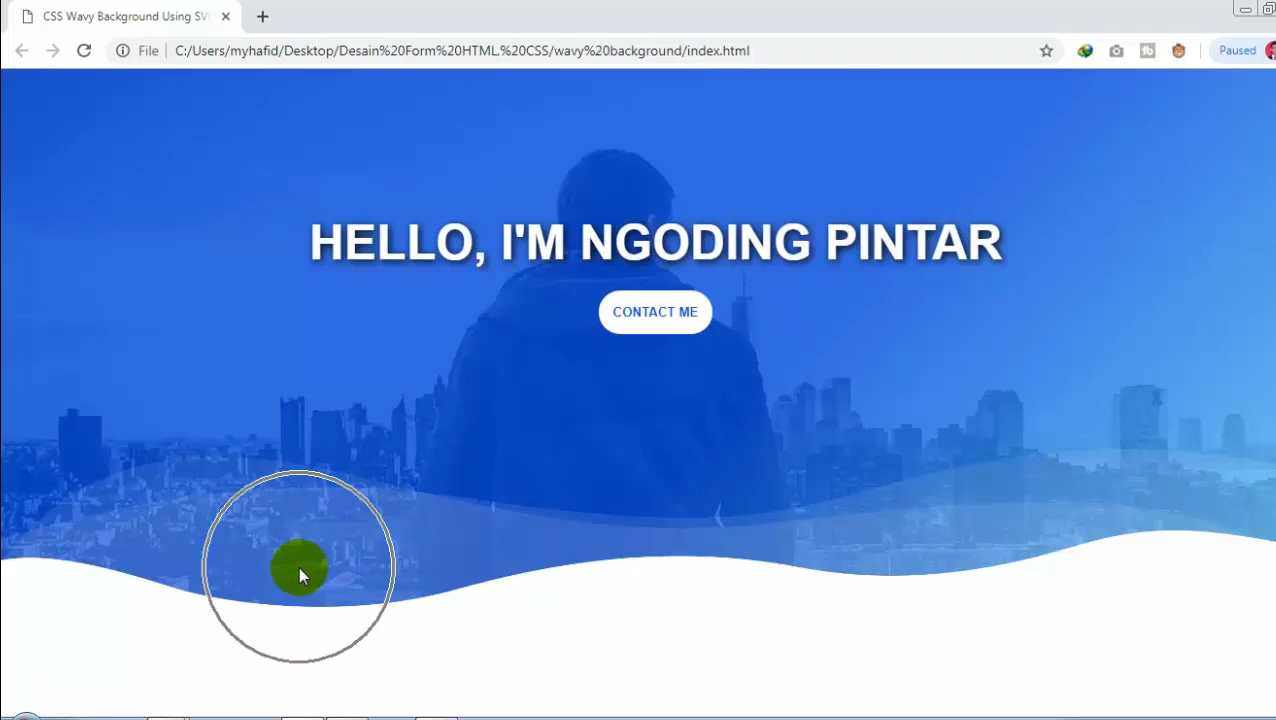 CSS Wavy Background Using SV
File C:/Users/myhafid/Desktop/Desain%20Form%20HTML,%20CSS/wavy%20background/index.html
Paused
HELLO, I'M NGODING PINTAR
CONTACT ME